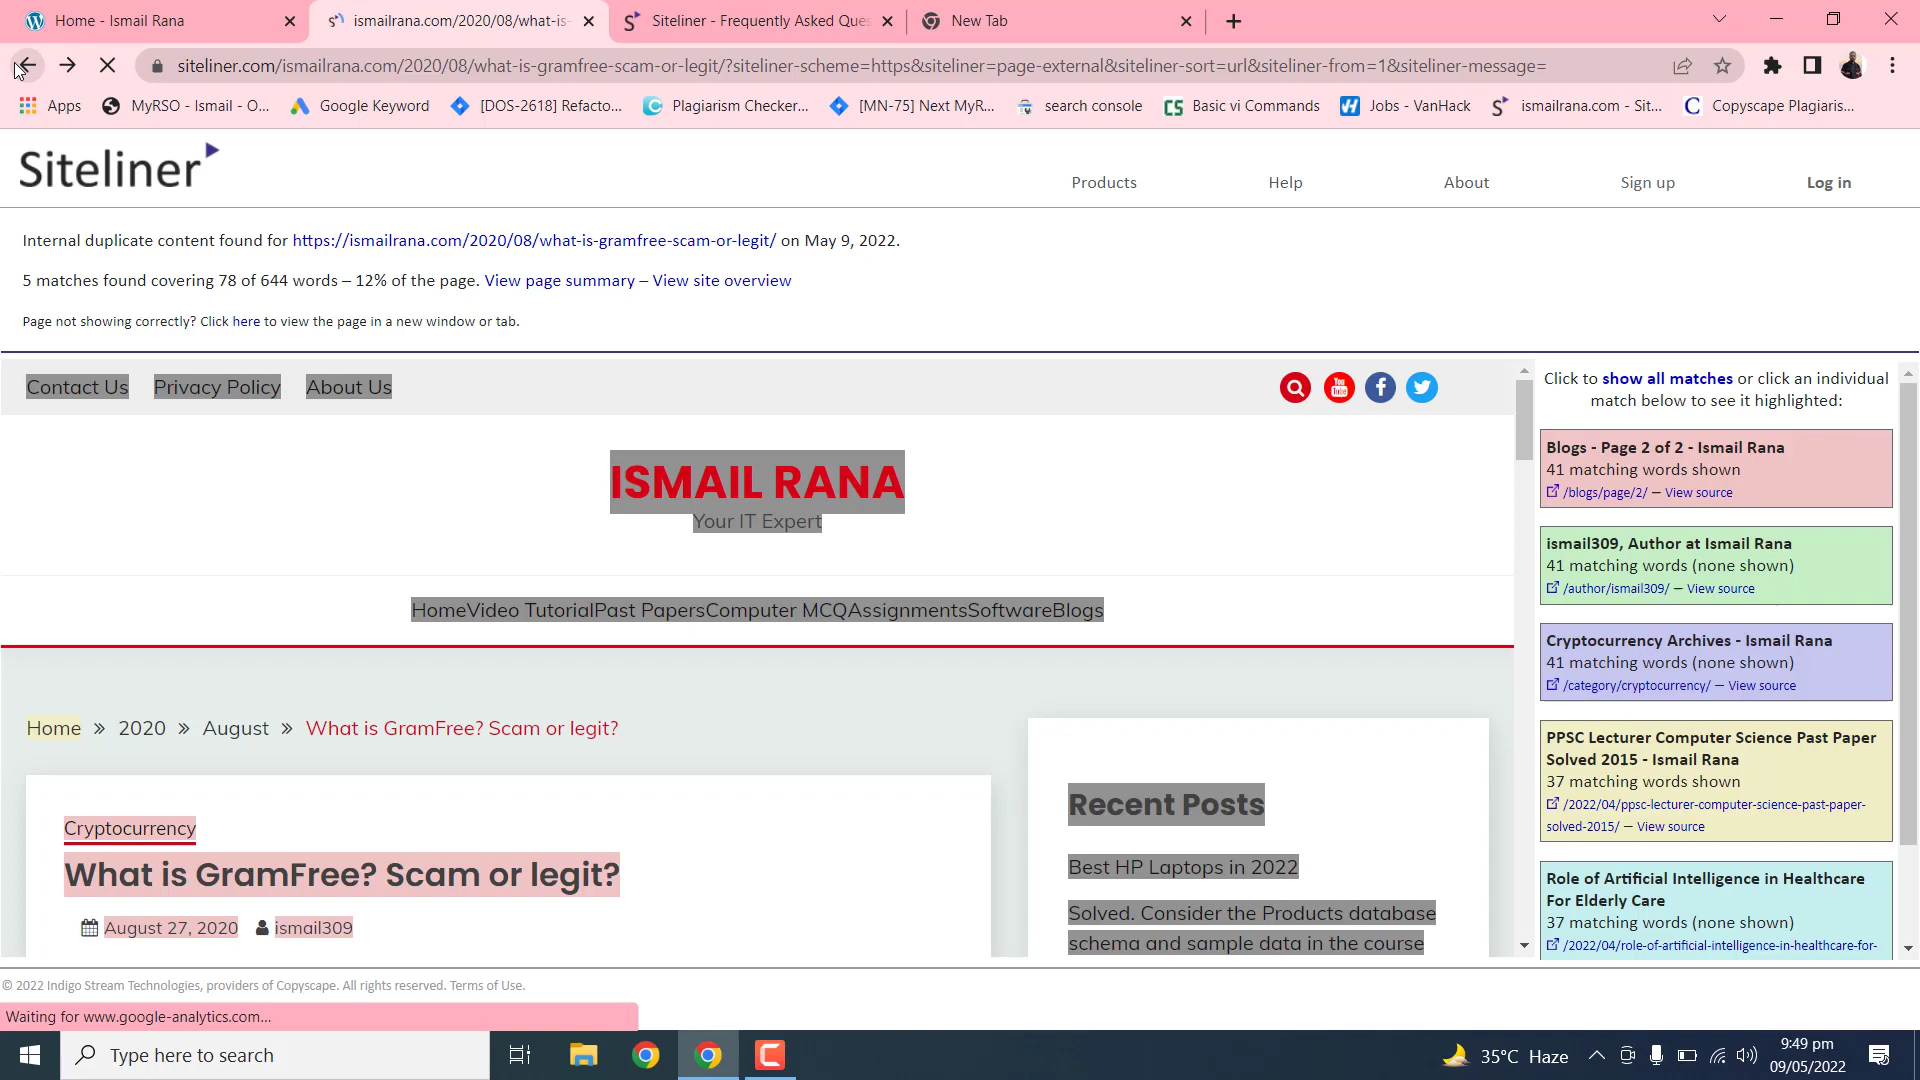 Home - Ismail Rana
ismailrana.com/2020/08/what-is-
Siteliner - Frequently Asked Ques
New Tab
siteliner.com/ismailrana.com/2020/08/what-is-gramfree-scam-or-legit/?siteliner-scheme=https&siteliner=page-external&siteliner-sort=url&siteliner-from=1&siteliner-message=
Apps
MyRSO - Ismail - O...
Google Keyword
[DOS-2618] Refacto...
Plagiarism Checker...
[MN-75] Next MyR...
search console
Basic vi Commands
Jobs - VanHack
ismailrana.com - Sit...
Copyscape Plagiaris...
Siteliner
Products
Help
About
Sign up
Log in
Internal duplicate content found for https://ismailrana.com/2020/08/what-is-gramfree-scam-or-legit/ on May 9, 2022.
5 matches found covering 78 of 644 words – 12% of the page. View page summary – View site overview
Page not showing correctly? Click here to view the page in a new window or tab.
Contact Us
Privacy Policy
About Us
ISMAIL RANA
Your IT Expert
HomeVideo TutorialPast PapersComputer MCQAssignmentsSoftwareBlogs
Home » 2020 » August » What is GramFree? Scam or legit?
Cryptocurrency
What is GramFree? Scam or legit?
August 27, 2020
ismail309
Recent Posts
Best HP Laptops in 2022
Solved. Consider the Products database
schema and sample data in the course
Click to show all matches or click an individual
match below to see it highlighted:
Blogs - Page 2 of 2 - Ismail Rana
41 matching words shown
/blogs/page/2/ – View source
ismail309, Author at Ismail Rana
41 matching words (none shown)
/author/ismail309/ – View source
Cryptocurrency Archives - Ismail Rana
41 matching words (none shown)
/category/cryptocurrency/ – View source
PPSC Lecturer Computer Science Past Paper
Solved 2015 - Ismail Rana
37 matching words shown
/2022/04/ppsc-lecturer-computer-science-past-paper-
solved-2015/ – View source
Role of Artificial Intelligence in Healthcare
For Elderly Care
37 matching words (none shown)
/2022/04/role-of-artificial-intelligence-in-healthcare-for-
© 2022 Indigo Stream Technologies, providers of Copyscape. All rights reserved. Terms of Use.
Waiting for www.google-analytics.com...
Type here to search
35°C Haze
9:49 pm
09/05/2022